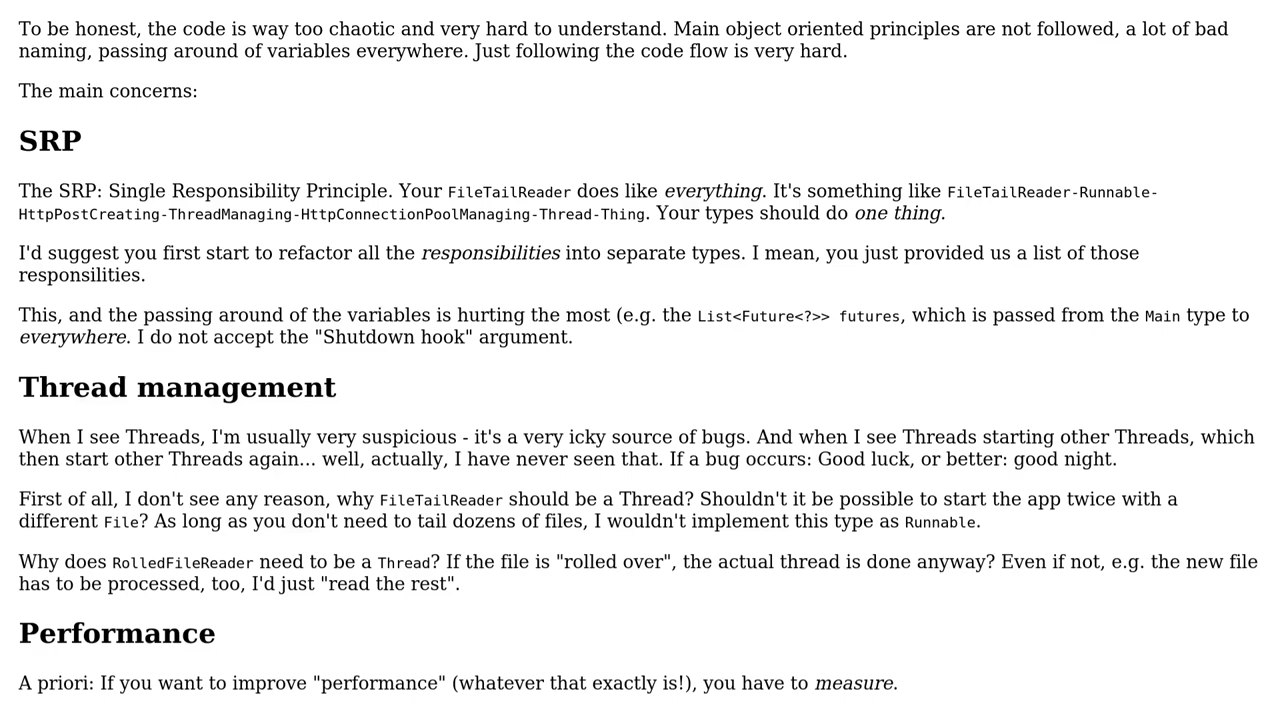 To be honest, the code is way too chaotic and very hard to understand. Main object oriented principles are not followed, a lot of bad
naming, passing around of variables everywhere. Just following the code flow is very hard.
The main concerns:
SRP
The SRP: Single Responsibility Principle. Your FileTailReader does like everything. It's something like FileTailReader-Runnable-
HttpPostCreating-ThreadManaging-HttpConnectionPoolManaging-Thread-Thing. Your types should do one thing.
I'd suggest you first start to refactor all the responsibilities into separate types. I mean, you just provided us a list of those
responsilities.
This, and the passing around of the variables is hurting the most (e.g. the List<Future<?>> futures, which is passed from the Main type to
everywhere. I do not accept the "Shutdown hook" argument.
Thread management
When I see Threads, I'm usually very suspicious - it's a very icky source of bugs. And when I see Threads starting other Threads, which
then start other Threads again... well, actually, I have never seen that. If a bug occurs: Good luck, or better: good night.
First of all, I don't see any reason, why FileTailReader should be a Thread? Shouldn't it be possible to start the app twice with a
different File? As long as you don't need to tail dozens of files, I wouldn't implement this type as Runnable.
Why does RolledFileReader need to be a Thread? If the file is "rolled over", the actual thread is done anyway? Even if not, e.g. the new file
has to be processed, too, I'd just "read the rest".
Performance
A priori: If you want to improve "performance" (whatever that exactly is!), you have to measure.